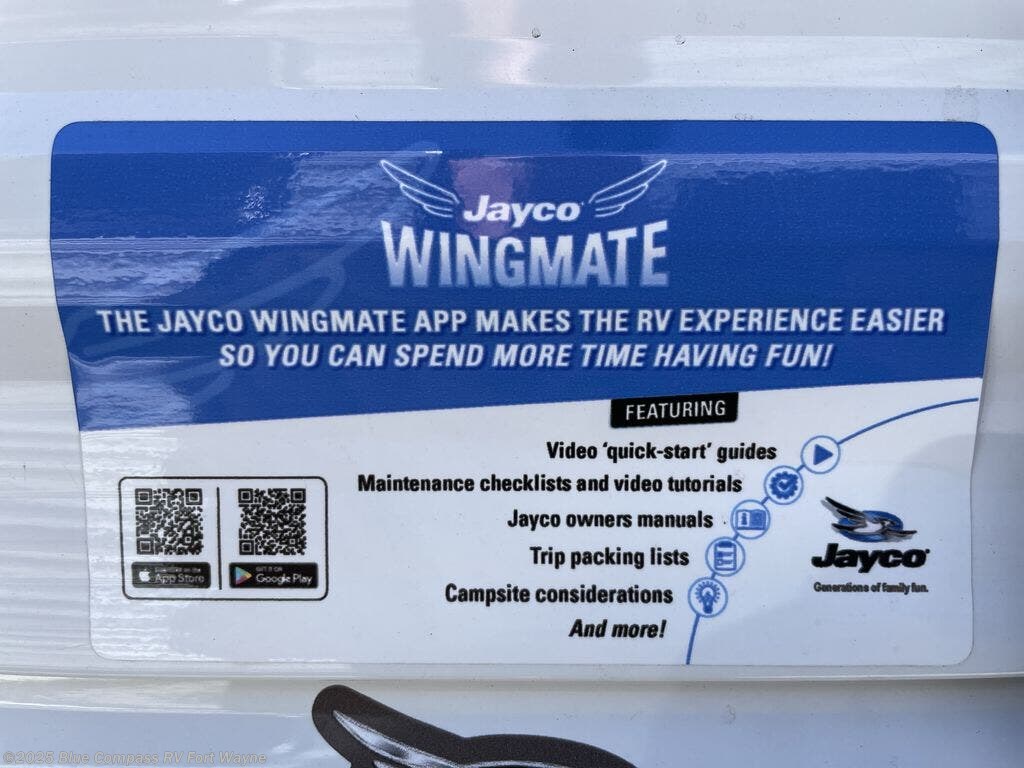 Jayco
WINGMATE
THE JAYCO WINGMATE APP MAKES THE RV EXPERIENCE EASIER
SO YOU CAN SPEND MORE TIME HAVING FUN!
FEATURING
Video ‘quick-start’ guides
Maintenance checklists and video tutorials
Jayco owners manuals
Trip packing lists
Campsite considerations
And more!
Download on the
App Store
GET IT ON
Google Play
Jayco
Generations of family fun.
©2025 Blue Compass RV Fort Wayne